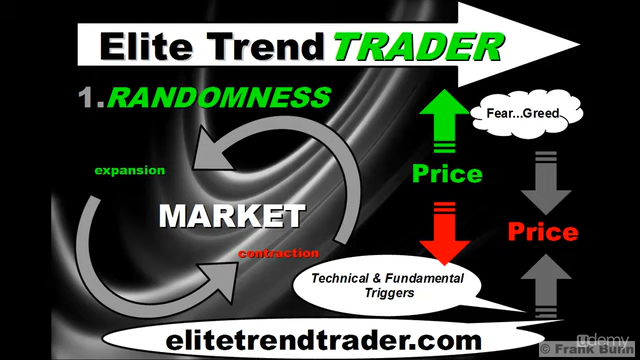 Elite Trend TRADER
1.RANDOMNESS
Fear...Greed
expansion
Price
MARKET
Price
contraction
Technical & Fundamental
Triggers
elitetrendtrader.com
udemy
© Frank Bunn